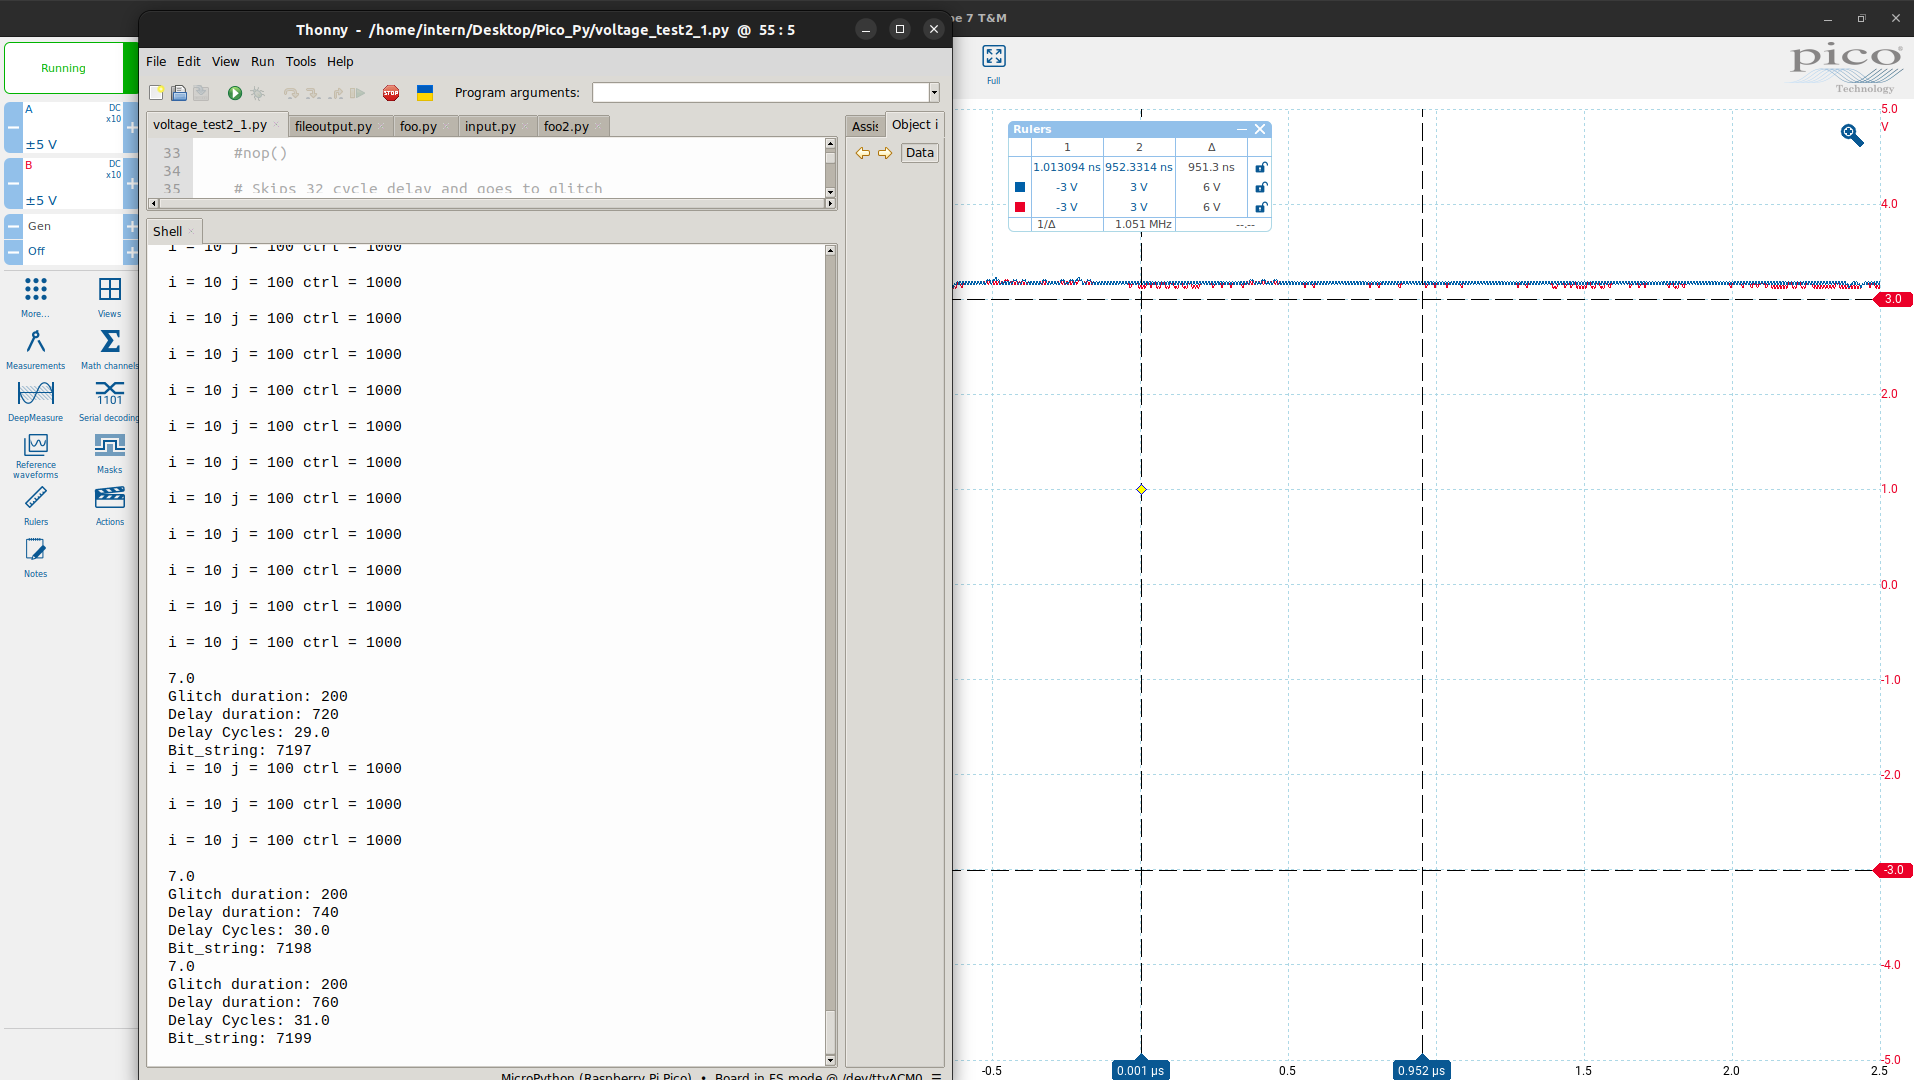 Thonny - /home/intern/Desktop/Pico_Py/voltage_test2_1.py @ 55 : 5
pe 7 T&M
Running
File Edit View Run Tools Help
Full
pico
Technology
Program arguments:
A
DC
x10
±5 V
B
DC
x10
±5 V
Gen
Off
More...
Views
Measurements
Math channels
1101
DeepMeasure
Serial decoding
Reference waveforms
Masks
Rulers
Actions
Notes
STOP
voltage_test2_1.py
fileoutput.py
foo.py
input.py
foo2.py
Assis
Object i
Data
33 #nop()
34
35 # Skips 32 cycle delay and goes to glitch
Shell
i = 10 j = 100 ctrl = 1000
i = 10 j = 100 ctrl = 1000
i = 10 j = 100 ctrl = 1000
i = 10 j = 100 ctrl = 1000
i = 10 j = 100 ctrl = 1000
i = 10 j = 100 ctrl = 1000
i = 10 j = 100 ctrl = 1000
i = 10 j = 100 ctrl = 1000
i = 10 j = 100 ctrl = 1000
i = 10 j = 100 ctrl = 1000
i = 10 j = 100 ctrl = 1000
i = 10 j = 100 ctrl = 1000
7.0
Glitch duration: 200
Delay duration: 720
Delay Cycles: 29.0
Bit_string: 7197
i = 10 j = 100 ctrl = 1000
i = 10 j = 100 ctrl = 1000
i = 10 j = 100 ctrl = 1000
7.0
Glitch duration: 200
Delay duration: 740
Delay Cycles: 30.0
Bit_string: 7198
7.0
Glitch duration: 200
Delay duration: 760
Delay Cycles: 31.0
Bit_string: 7199
MicroPython (Raspberry Pi Pico) • Board in FS mode @ /dev/ttyACM0
Rulers
1 2 Δ
1.013094 ns 952.3314 ns 951.3 ns
-3 V 3 V 6 V
-3 V 3 V 6 V
1/Δ 1.051 MHz --.--
5.0
V
4.0
3.0
2.0
1.0
0.0
-1.0
-2.0
-3.0
-4.0
-5.0
-0.5
0.001 µs
0.5
0.952 µs
1.5
2.0
2.5